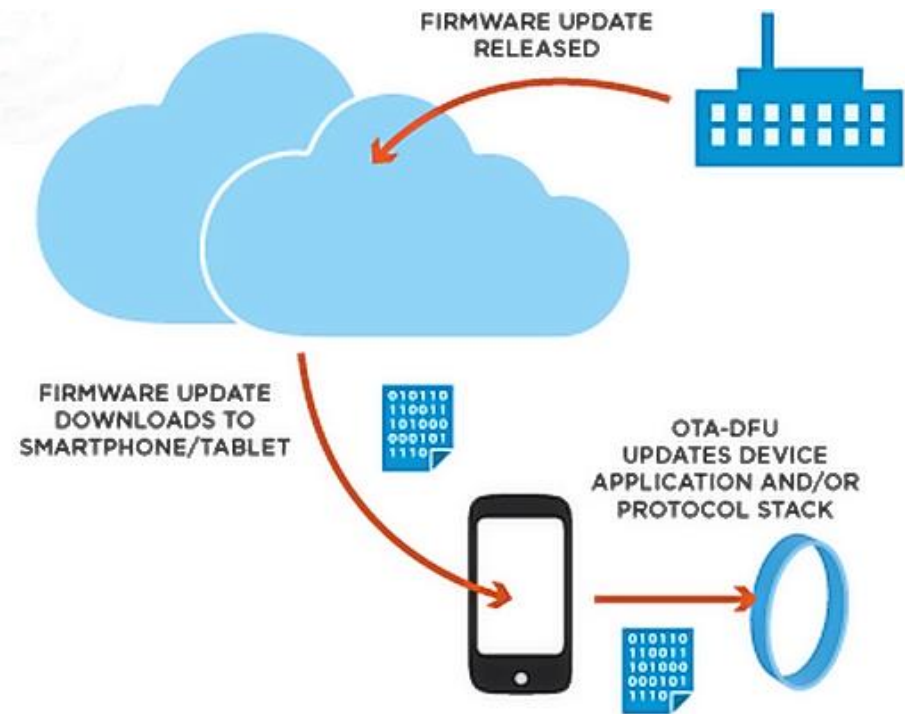 FIRMWARE UPDATE
RELEASED
FIRMWARE UPDATE
DOWNLOADS TO
SMARTPHONE/TABLET
010110
110011
101000
000101
1110
OTA-DFU
UPDATES DEVICE
APPLICATION AND/OR
PROTOCOL STACK
010110
110011
101000
000101
1110